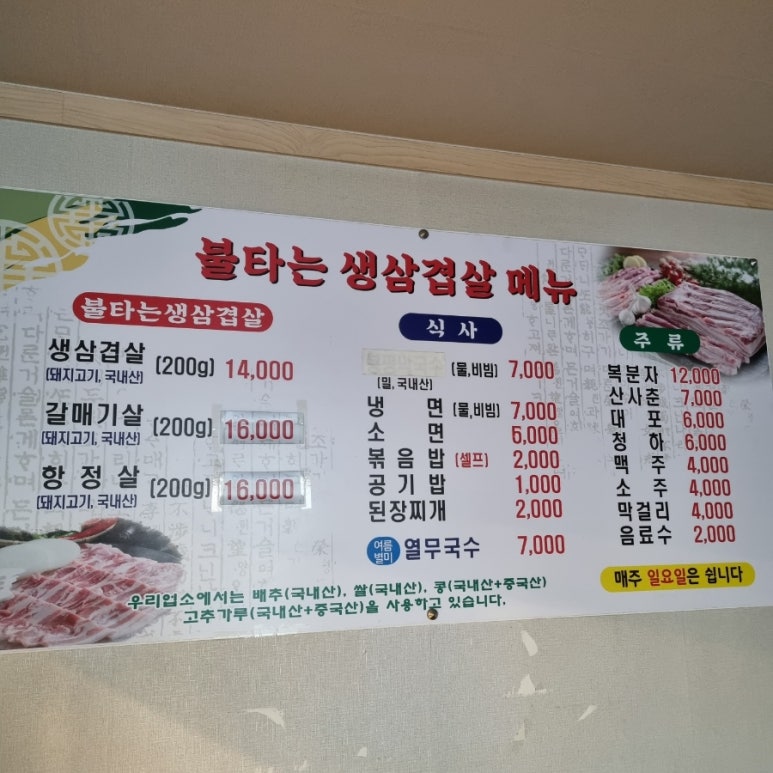 불타는 생삼겹살 메뉴
불타는생삼겹살
생삼겹살 (200g) 14,000
(돼지고기, 국내산)
갈매기살 (200g) 16,000
(돼지고기, 국내산)
항정살 (200g) 16,000
(돼지고기, 국내산)
식사
(물,비빔) 7,000
(밀, 국내산)
냉면 (물,비빔) 7,000
소면 5,000
볶음밥 (셀프) 2,000
공기밥 1,000
된장찌개 2,000
여름별미 열무국수 7,000
주류
복분자 12,000
산사춘 7,000
대포 6,000
청하 6,000
맥주 4,000
소주 4,000
막걸리 4,000
음료수 2,000
매주 일요일은 쉽니다
우리업소에서는 배추(국내산), 쌀(국내산), 콩(국내산+중국산)
고추가루(국내산+중국산)을 사용하고 있습니다.